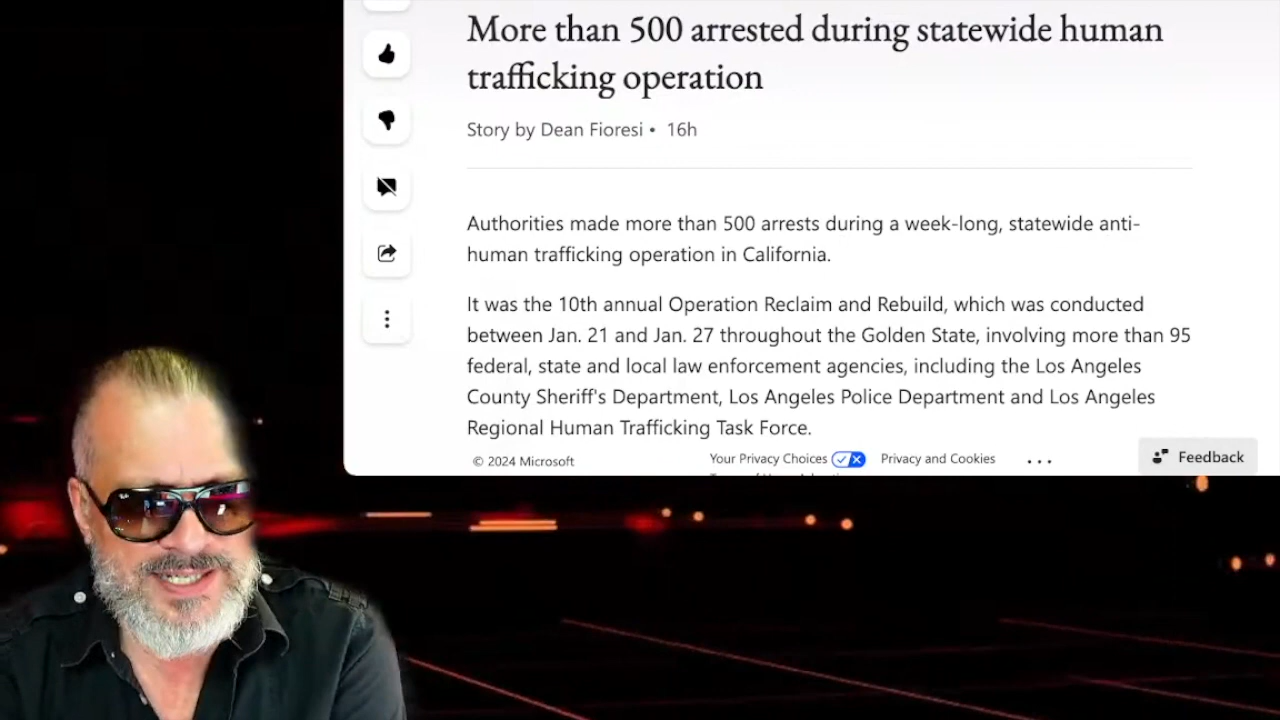 More than 500 arrested during statewide human
trafficking operation
Story by Dean Fioresi • 16h
Authorities made more than 500 arrests during a week-long, statewide anti-
human trafficking operation in California.
It was the 10th annual Operation Reclaim and Rebuild, which was conducted
between Jan. 21 and Jan. 27 throughout the Golden State, involving more than 95
federal, state and local law enforcement agencies, including the Los Angeles
County Sheriff's Department, Los Angeles Police Department and Los Angeles
Regional Human Trafficking Task Force.
© 2024 Microsoft
Your Privacy Choices
Privacy and Cookies
...
Feedback